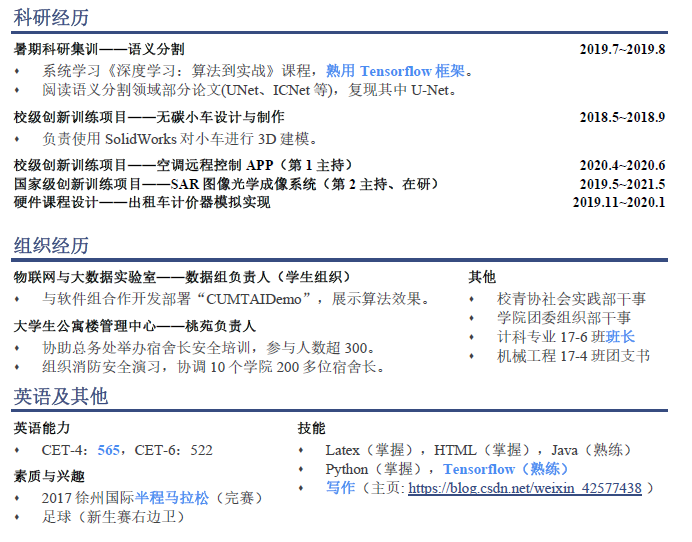 科研经历
暑期科研集训——语义分割 2019.7~2019.8
♦ 系统学习《深度学习：算法到实战》课程，熟用 Tensorflow 框架。
♦ 阅读语义分割领域部分论文(UNet、ICNet 等)，复现其中 U-Net。
校级创新训练项目——无碳小车设计与制作 2018.5~2018.9
♦ 负责使用 SolidWorks 对小车进行 3D 建模。
校级创新训练项目——空调远程控制 APP（第 1 主持） 2020.4~2020.6
国家级创新训练项目——SAR 图像光学成像系统（第 2 主持、在研） 2019.5~2021.5
硬件课程设计——出租车计价器模拟实现 2019.11~2020.1
组织经历
物联网与大数据实验室——数据组负责人（学生组织）
♦ 与软件组合作开发部署“CUMTAIDemo”，展示算法效果。
大学生公寓楼管理中心——桃苑负责人
♦ 协助总务处举办宿舍长安全培训，参与人数超 300。
♦ 组织消防安全演习，协调 10 个学院 200 多位宿舍长。
其他
♦ 校青协社会实践部干事
♦ 学院团委组织部干事
♦ 计科专业 17-6 班班长
♦ 机械工程 17-4 班团支书
英语及其他
英语能力
♦ CET-4：565，CET-6：522
素质与兴趣
♦ 2017 徐州国际半程马拉松（完赛）
♦ 足球（新生赛右边卫）
技能
♦ Latex（掌握），HTML（掌握），Java（熟练）
♦ Python（掌握），Tensorflow（熟练）
♦ 写作（主页: https://blog.csdn.net/weixin_42577438 ）